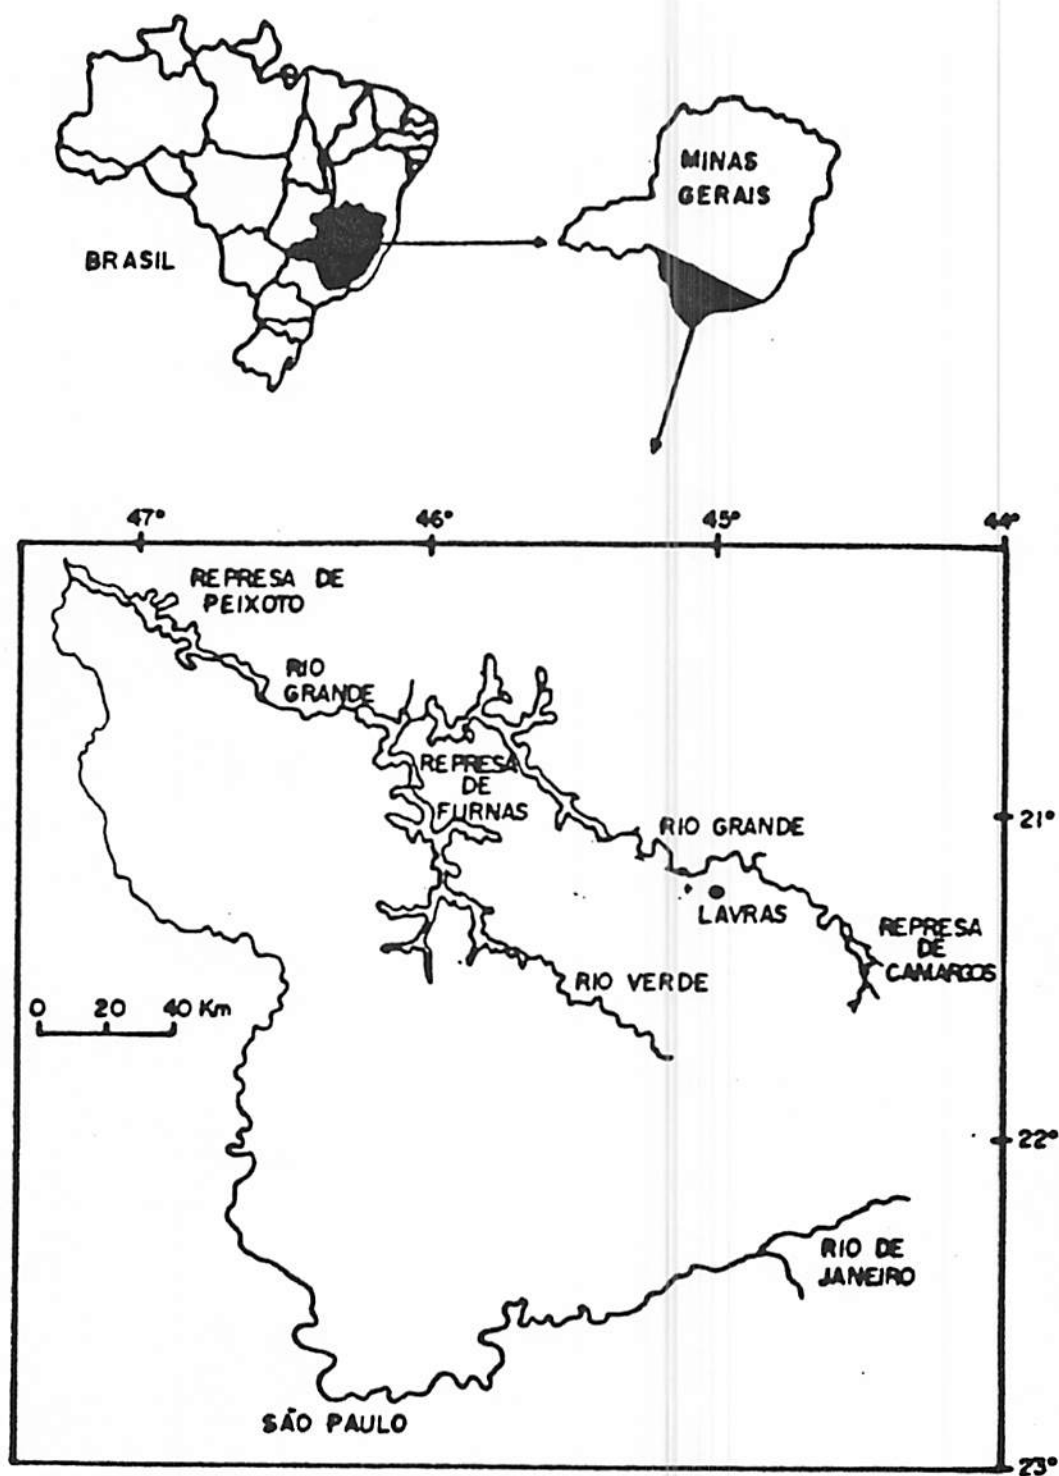 BRASIL
MINAS
GERAIS
47°
46°
45°
44°
REPRESA DE
PEIXOTO
RIO
GRANDE
REPRESA
DE
FURNAS
RIO GRANDE
21°
LAVRAS
REPRESA
DE
CAMARGOS
RIO VERDE
0 20 40 Km
22°
RIO DE
JANEIRO
SÃO PAULO
23°